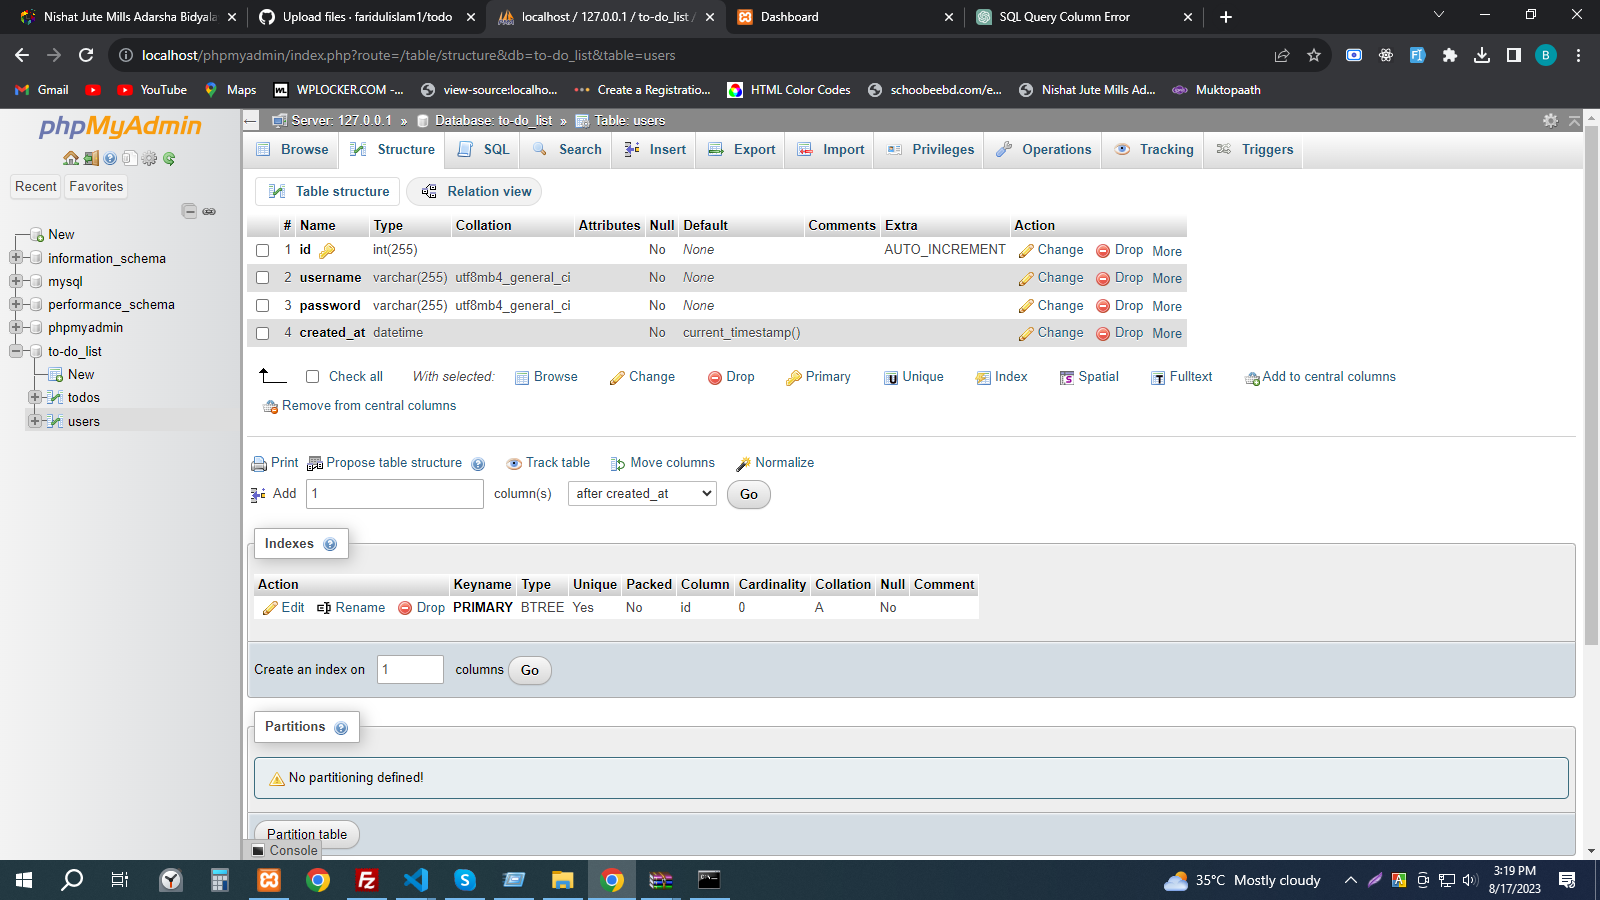 Nishat Jute Mills Adarsha Bidyala
Upload files · faridulislam1/todo
localhost / 127.0.0.1 / to-do_list /
Dashboard
SQL Query Column Error
localhost/phpmyadmin/index.php?route=/table/structure&db=to-do_list&table=users
B
Gmail
YouTube
Maps
WPLOCKER.COM -...
view-source:localho...
Create a Registratio...
HTML Color Codes
schoobeebd.com/e...
Nishat Jute Mills Ad...
Muktopaath
phpMyAdmin
Recent Favorites
New
information_schema
mysql
performance_schema
phpmyadmin
to-do_list
New
todos
users
Server: 127.0.0.1 » Database: to-do_list » Table: users
Browse Structure SQL Search Insert Export Import Privileges Operations Tracking Triggers
Table structure Relation view
# Name Type Collation Attributes Null Default Comments Extra Action
1 id int(255) No None AUTO_INCREMENT Change Drop More
2 username varchar(255) utf8mb4_general_ci No None Change Drop More
3 password varchar(255) utf8mb4_general_ci No None Change Drop More
4 created_at datetime No current_timestamp() Change Drop More
Check all With selected: Browse Change Drop Primary Unique Index Spatial Fulltext Add to central columns
Remove from central columns
Print Propose table structure Track table Move columns Normalize
Add 1 column(s) after created_at Go
Indexes
Action Keyname Type Unique Packed Column Cardinality Collation Null Comment
Edit Rename Drop PRIMARY BTREE Yes No id 0 A No
Create an index on 1 columns Go
Partitions
No partitioning defined!
Partition table
Console
35°C Mostly cloudy
3:19 PM
8/17/2023